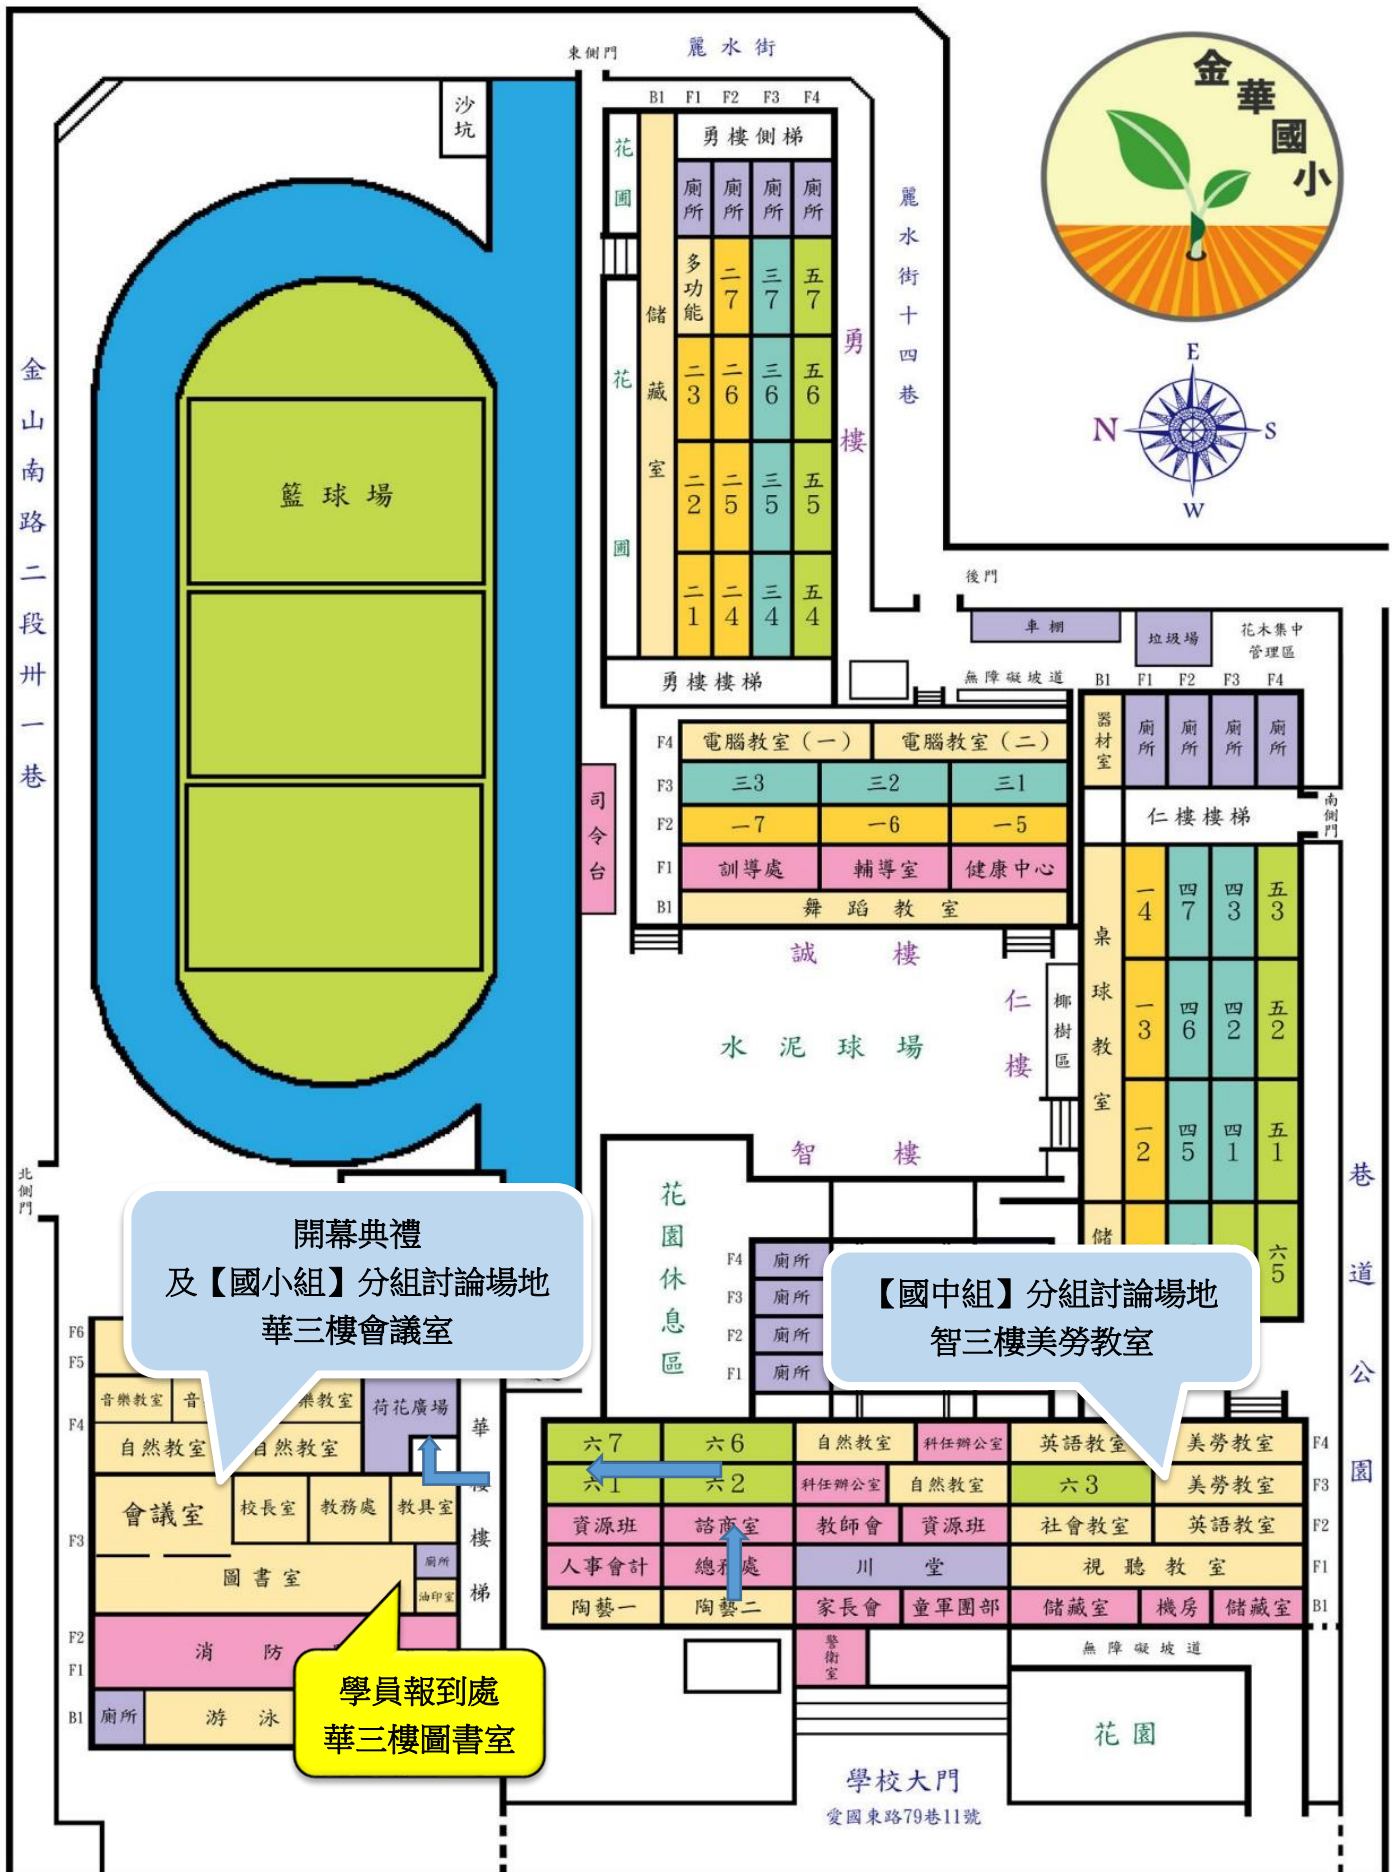 金華國小
東側門
麗水街
沙坑
B1 F1 F2 F3 F4
花圃
勇樓側梯
廁所 廁所 廁所 廁所
儲藏室
多功能 二7 三7 五7
二3 二6 三6 五6
二2 二5 三5 五5
二1 二4 三4 五4
花圃
勇樓
麗水街十四巷
勇樓樓梯
E
N S
W
金山南路二段卅一巷
籃球場
後門
車棚
垃圾場
花木集中
管理區
無障礙坡道
B1 F1 F2 F3 F4
器材室 廁所 廁所 廁所 廁所
仁樓樓梯
南側門
司令台
F4 電腦教室(一) 電腦教室(二)
F3 三3 三2 三1
F2 一7 一6 一5
F1 訓導處 輔導室 健康中心
B1 舞蹈教室
誠樓
桌球教室
一4 四7 四3 五3
一3 四6 四2 五2
一2 四5 四1 五1
儲
六5
仁樓
椰樹區
水泥球場
智樓
北側門
巷道公園
花園休息區
F4 廁所
F3 廁所
F2 廁所
F1 廁所
開幕典禮
及【國小組】分組討論場地
華三樓會議室
【國中組】分組討論場地
智三樓美勞教室
F6
F5
F4
音樂教室 音 樂教室
荷花廣場
自然教室 自然教室
F3
會議室 校長室 教務處 教具室
圖書室
廁所
油印室
華樓樓梯
F2
F1
消防
B1 廁所 游泳
學員報到處
華三樓圖書室
六7 六6 自然教室 科任辦公室 英語教室 美勞教室 F4
六1 六2 科任辦公室 自然教室 六3 美勞教室 F3
資源班 諮商室 教師會 資源班 社會教室 英語教室 F2
人事會計 總務處 川堂 視聽教室 F1
陶藝一 陶藝二 家長會 童軍團部 儲藏室 機房 儲藏室 B1
警衛室
無障礙坡道
花園
學校大門
愛國東路79巷11號